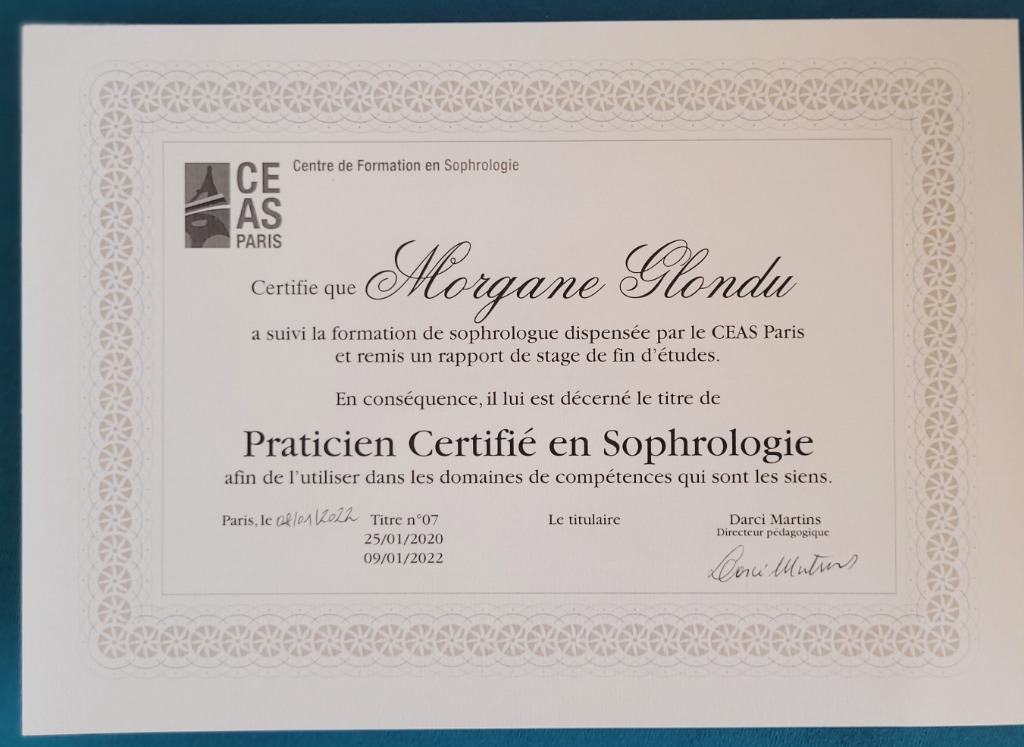 CE
AS
PARIS
Centre de Formation en Sophrologie
Certifie que Morgane Glondu
a suivi la formation de sophrologue dispensée par le CEAS Paris
et remis un rapport de stage de fin d'études.
En conséquence, il lui est décerné le titre de
Praticien Certifié en Sophrologie
afin de l'utiliser dans les domaines de compétences qui sont les siens.
Paris, le 08/01/2022 Titre n°07
25/01/2020
09/01/2022
Le titulaire
Darci Martins
Directeur pédagogique
Darci Martins